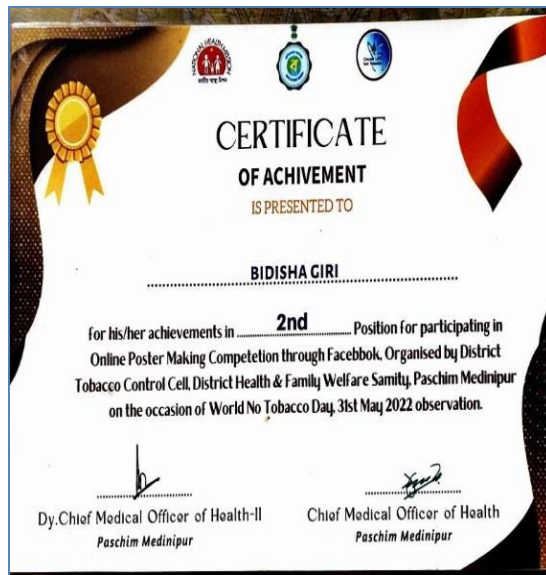 NATIONAL HEALTH MISSION
CERTIFICATE
OF ACHIVEMENT
IS PRESENTED TO
BIDISHA GIRI
for his/her achievements in 2nd Position for participating in
Online Poster Making Competetion through Facebbok, Organised by District
Tobacco Control Cell, District Health & Family Welfare Samity, Paschim Medinipur
on the occasion of World No Tobacco Day, 31st May 2022 observation.
Dy.Chief Medical Officer of Health-II
Paschim Medinipur
Chief Medical Officer of Health
Paschim Medinipur